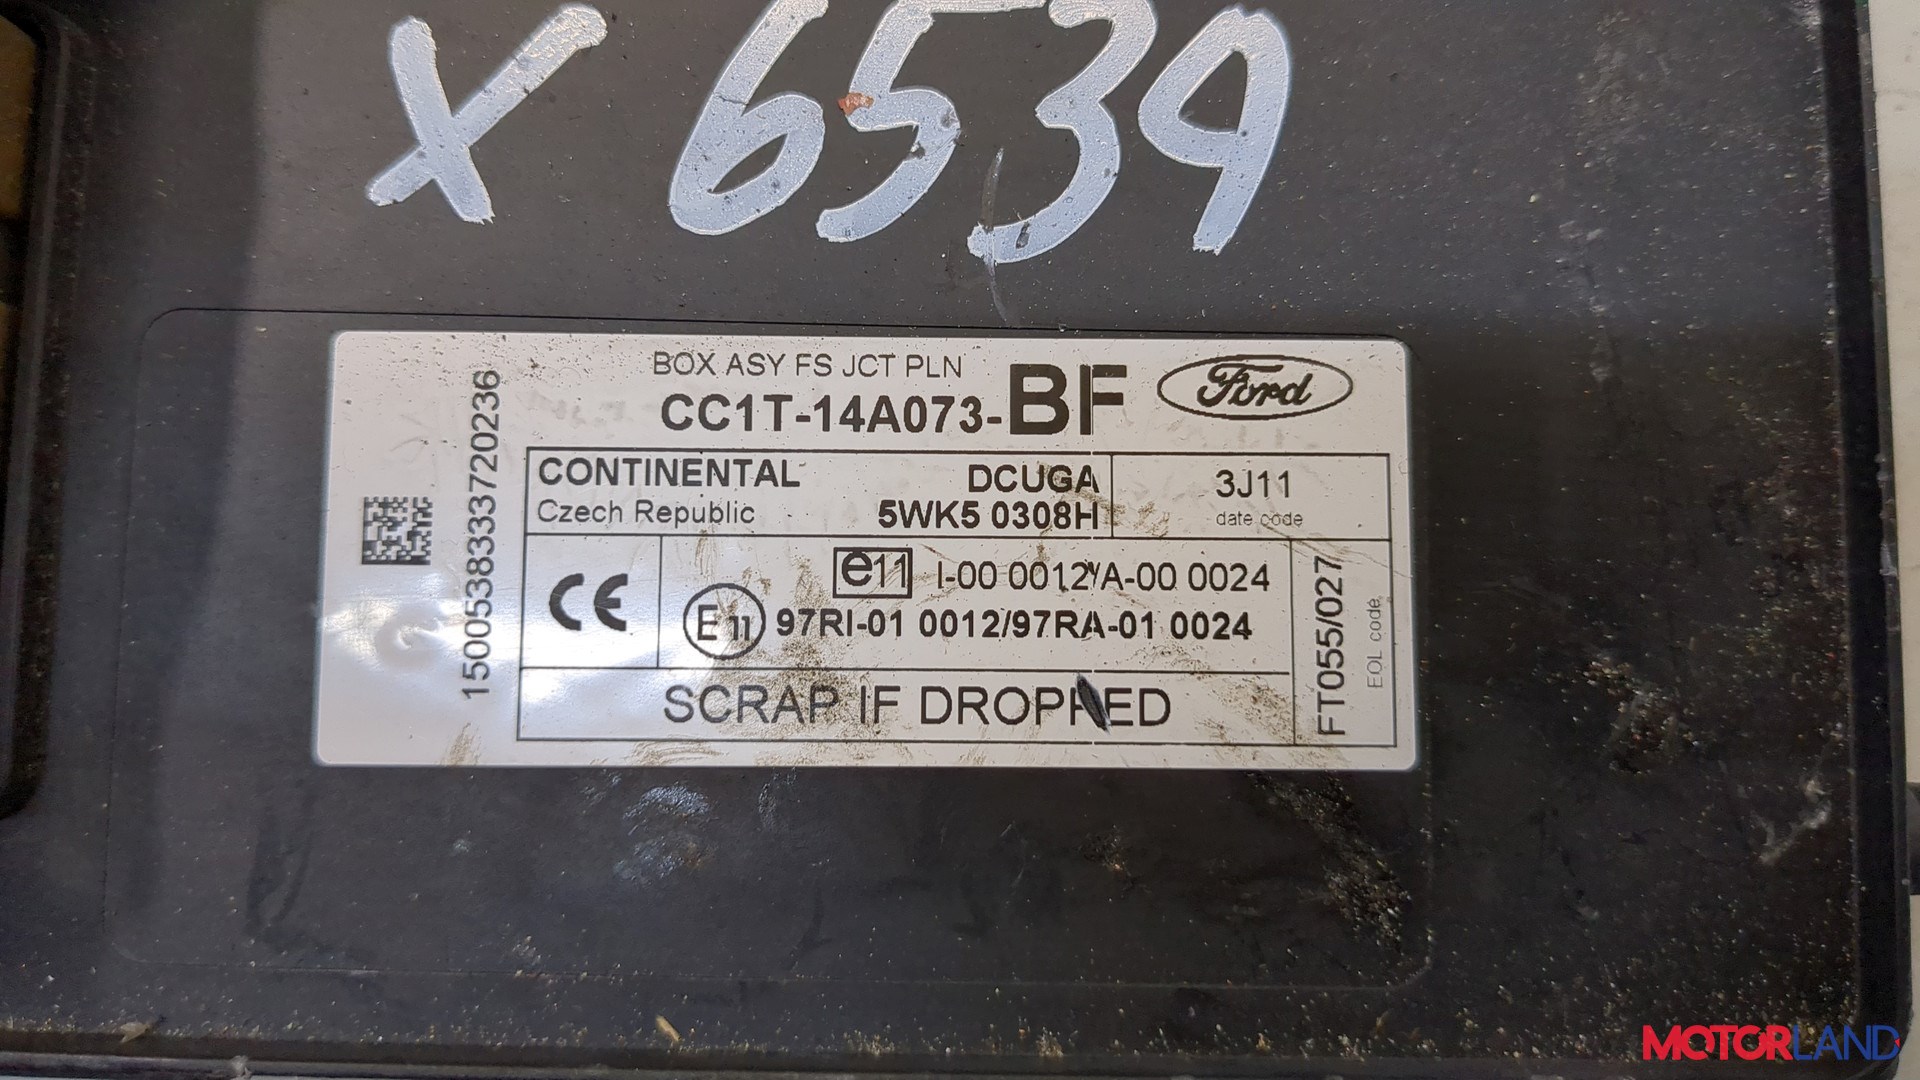 X 6539
BOX ASY FS JCT PLN
CC1T-14A073-BF
Ford
CONTINENTAL DCUGA
Czech Republic 5WK5 0308H
3J11
date code
e11 I-00 0012*A-00 0024
CE
E11 97RI-01 0012/97RA-01 0024
SCRAP IF DROPPED
FT055/027
EOL code
1500538333720236
MOTORLAND